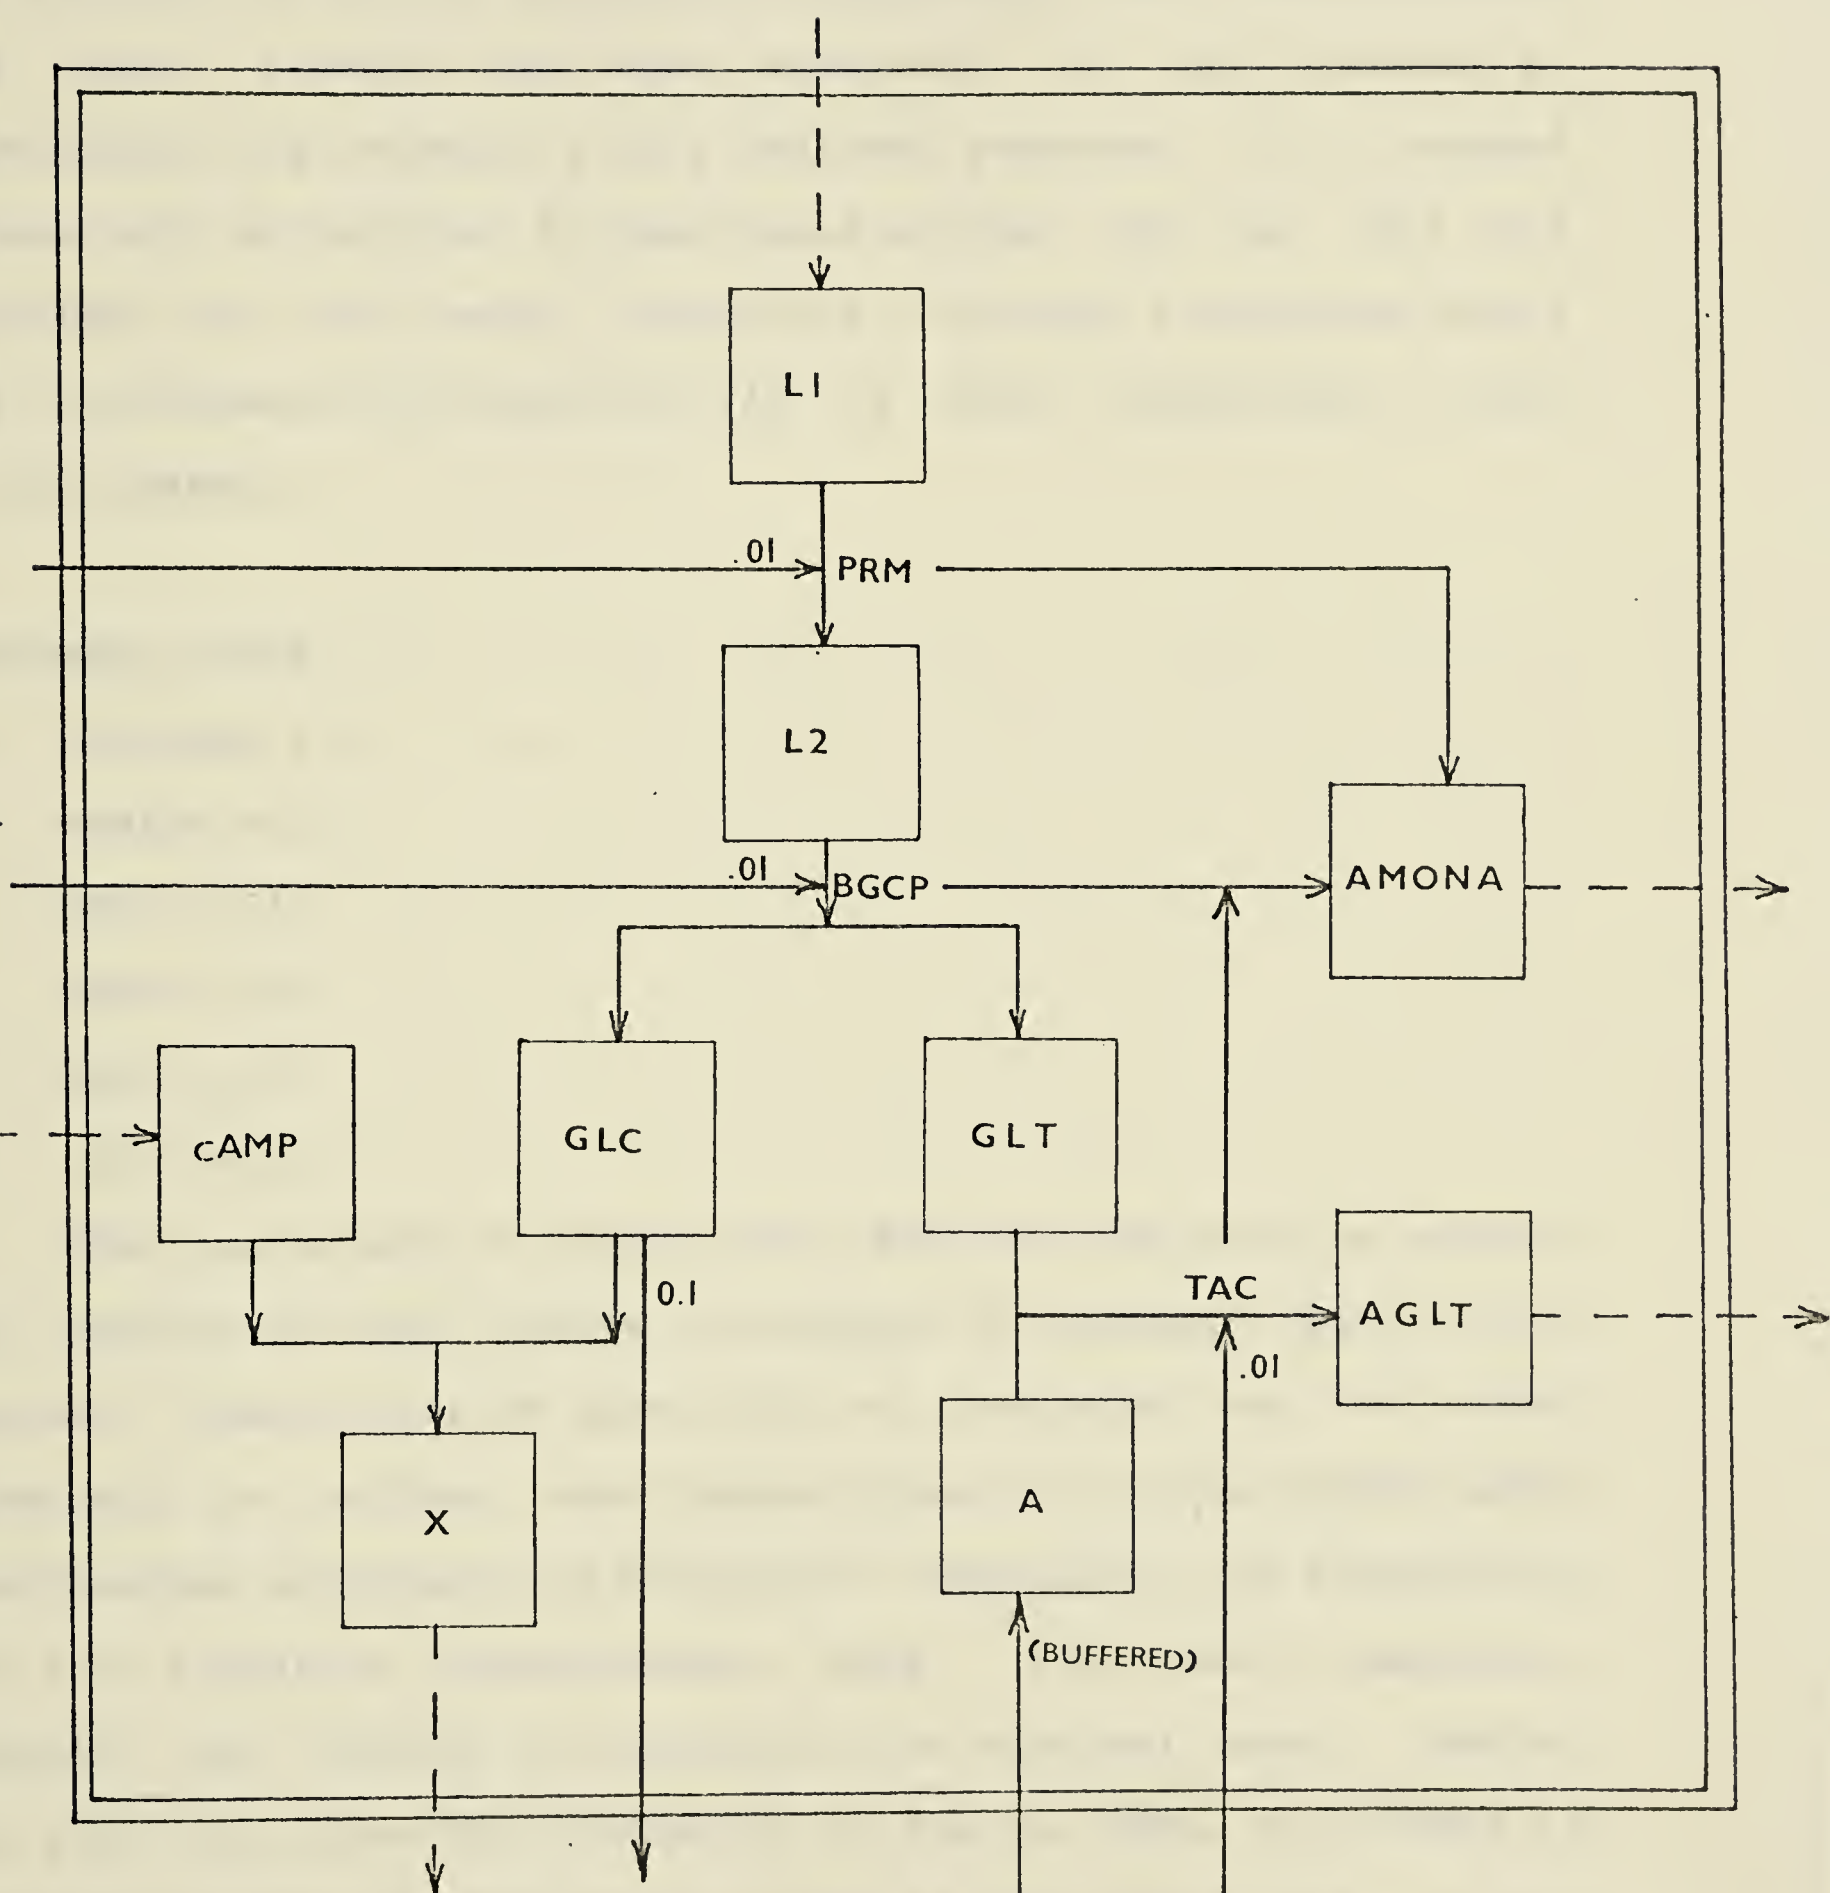 L1
.01
PRM
L2
.01
BGCP
AMONA
cAMP
GLC
GLT
0.1
TAC
AGLT
.01
A
X
(BUFFERED)